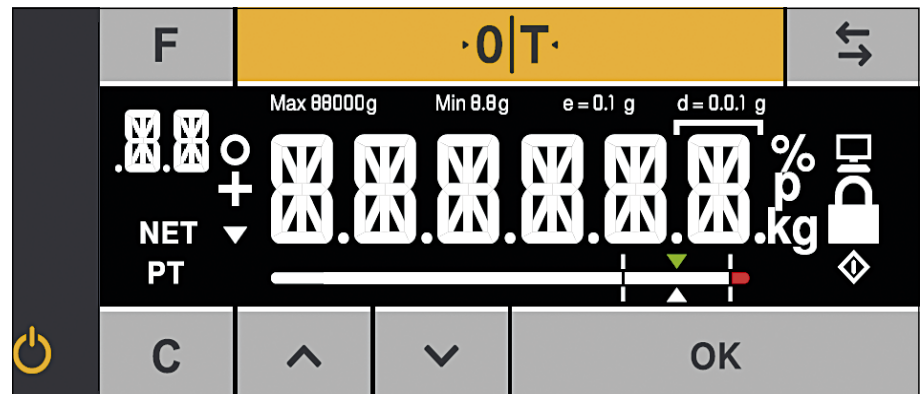 F ·0|T·
Max 88000g Min 8.8g e = 0.1 g d = 0.0.1 g
%
p
NET
.kg
PT
C OK